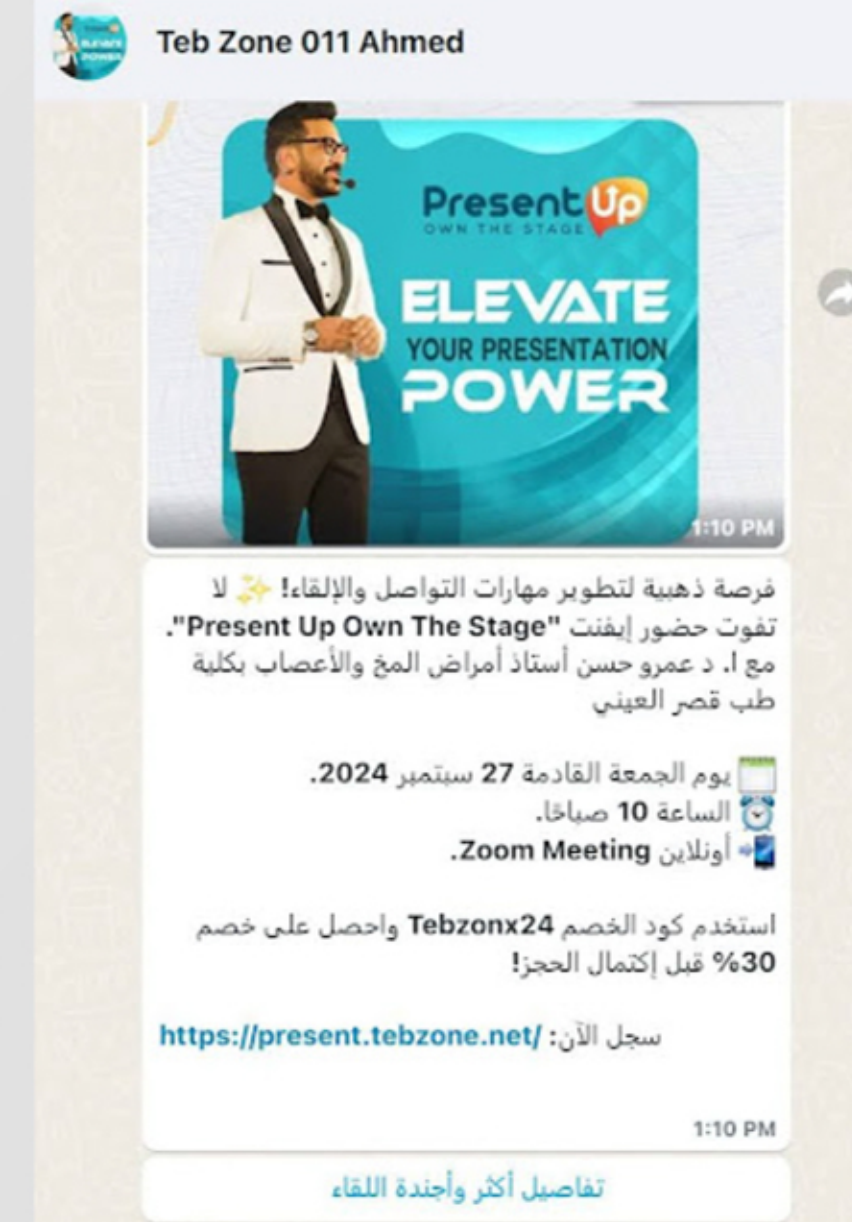 Teb Zone 011 Ahmed
Present Up
OWN THE STAGE
ELEVATE
YOUR PRESENTATION
POWER
1:10 PM
فرصة ذهبية لتطوير مهارات التواصل والإلقاء! ✨ لا
تفوت حضور إيفنت "Present Up Own The Stage".
مع ا. د عمرو حسن أستاذ أمراض المخ والأعصاب بكلية
طب قصر العيني
يوم الجمعة القادمة 27 سبتمبر 2024.
الساعة 10 صباحًا.
أونلاين Zoom Meeting.
استخدم كود الخصم Tebzonx24 واحصل على خصم
30% قبل إكتمال الحجز!
سجل الآن: https://present.tebzone.net/
1:10 PM
تفاصيل أكثر وأجندة اللقاء